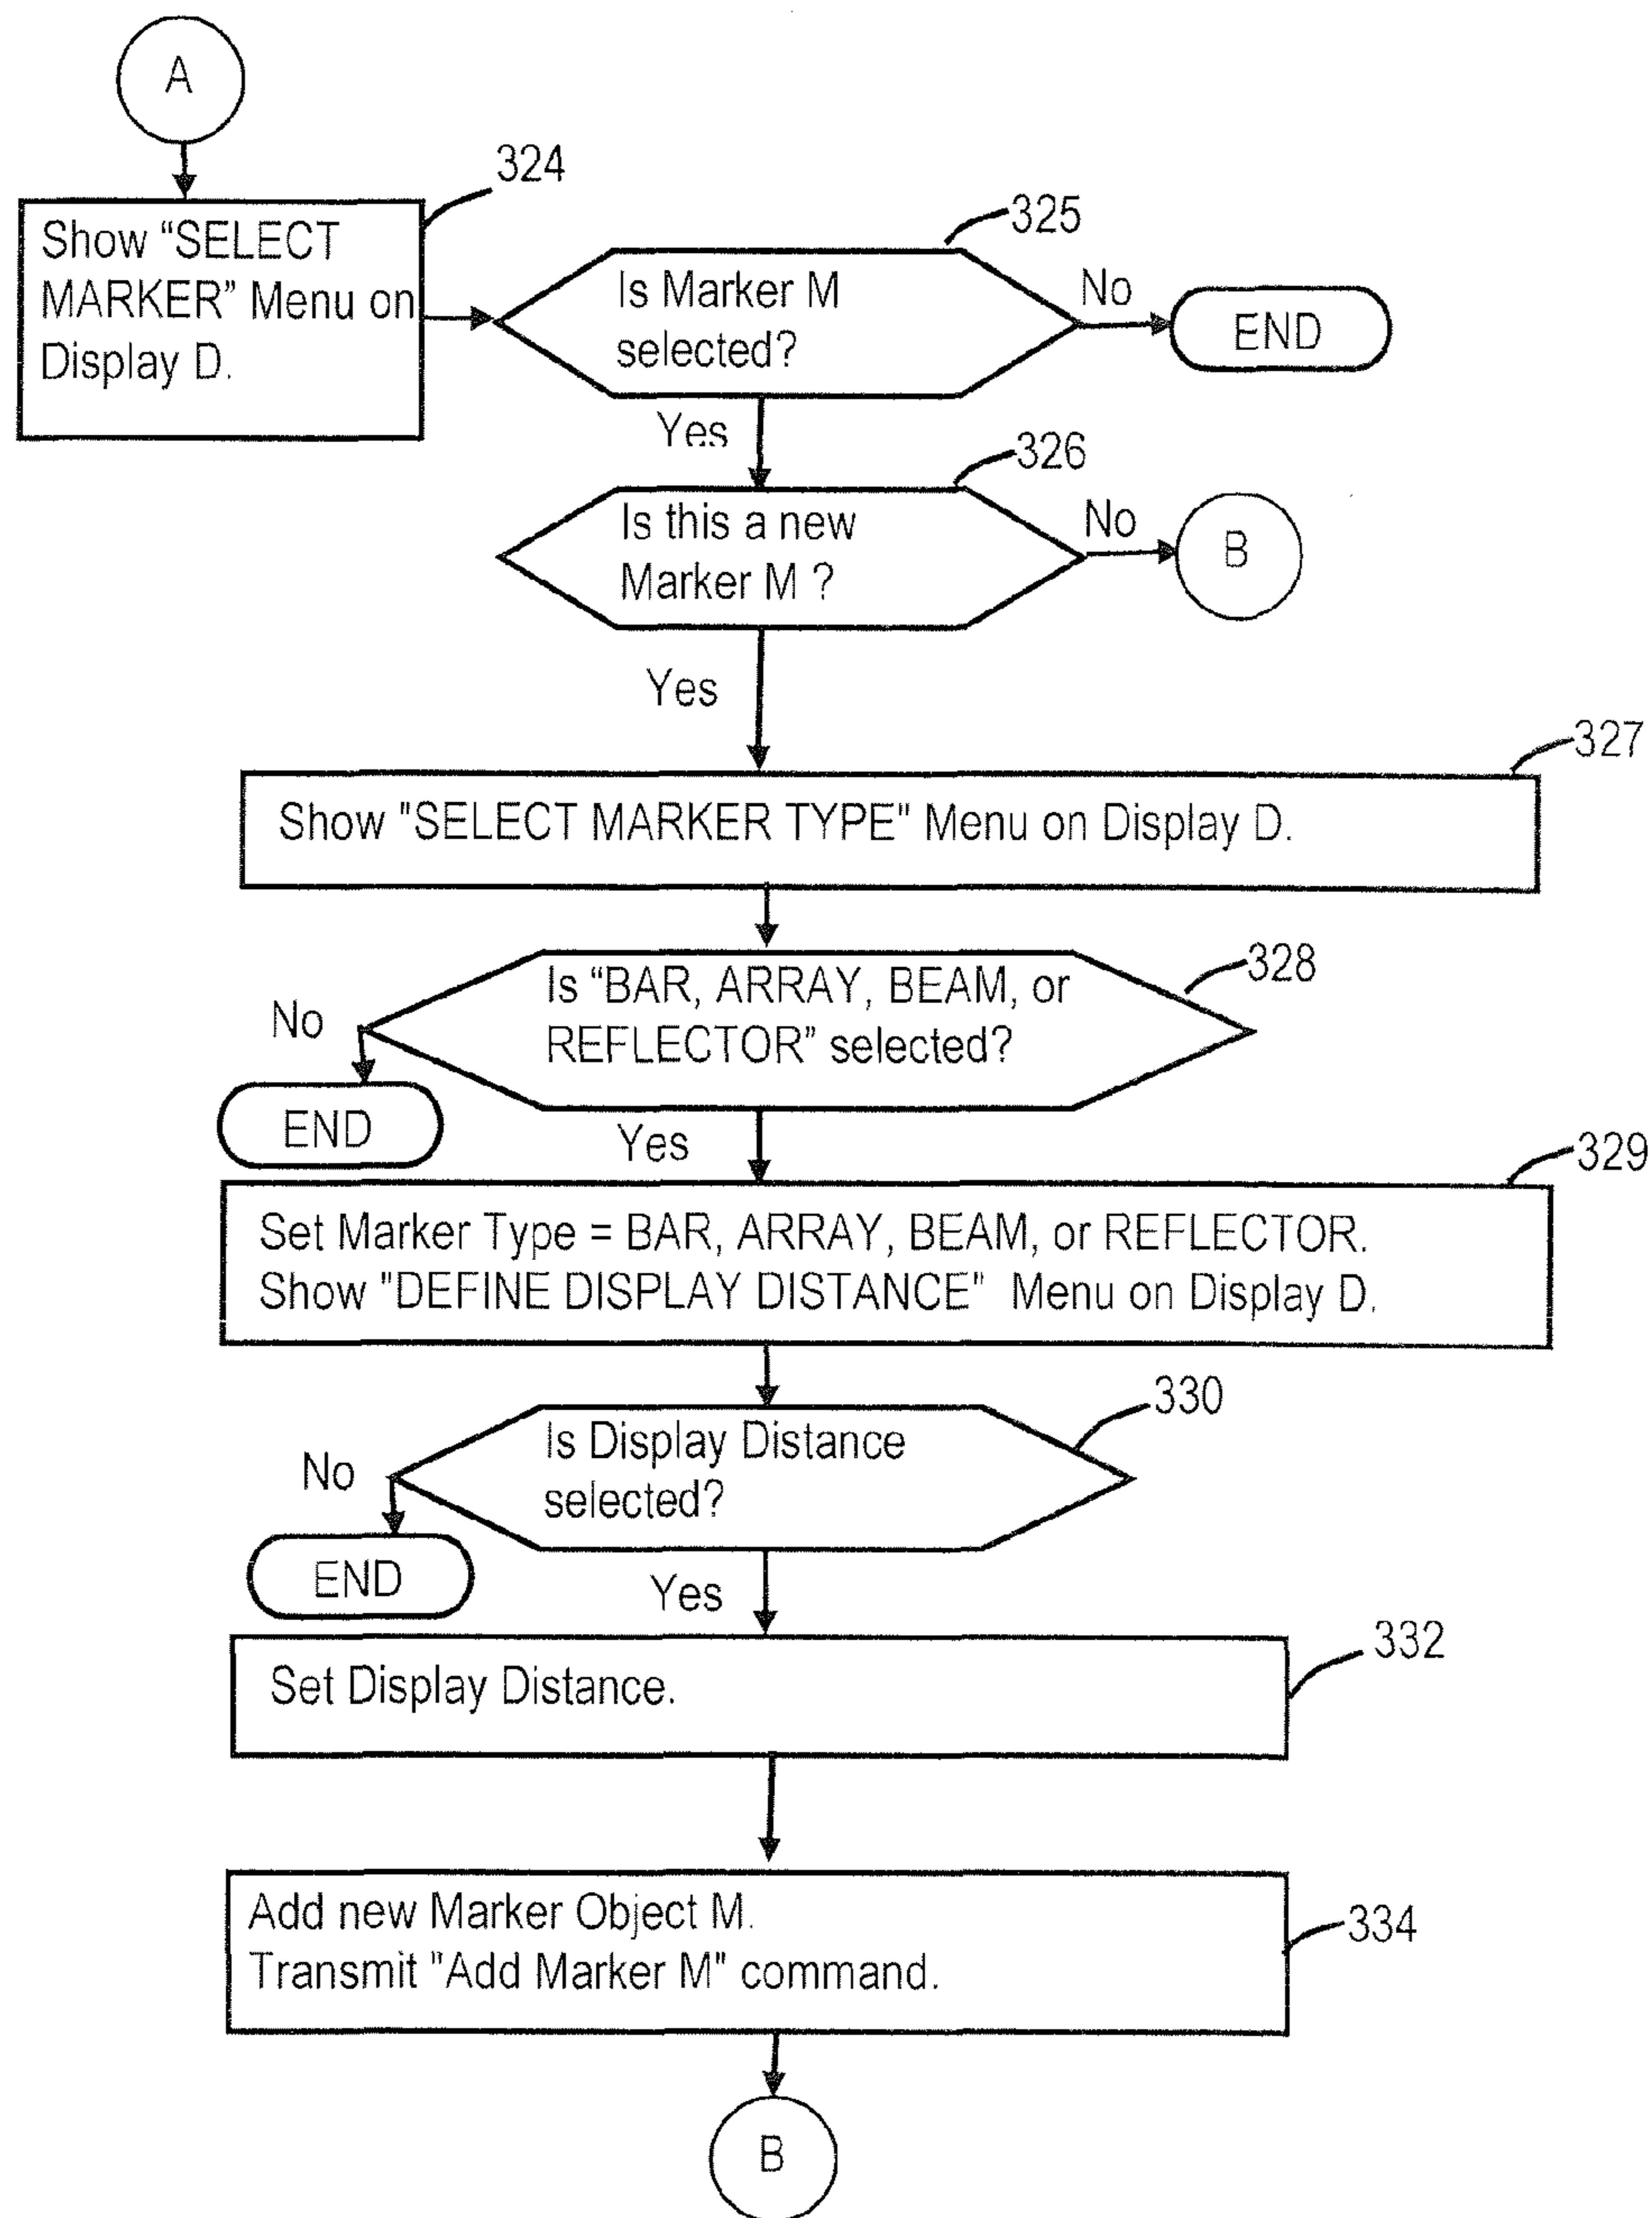 A
324
Show “SELECT
MARKER” Menu on
Display D.
325
Is Marker M
selected?
No
END
Yes
326
Is this a new
Marker M ?
No
B
Yes
327
Show "SELECT MARKER TYPE" Menu on Display D.
328
Is “BAR, ARRAY, BEAM, or
REFLECTOR” selected?
No
END
Yes
329
Set Marker Type = BAR, ARRAY, BEAM, or REFLECTOR.
Show "DEFINE DISPLAY DISTANCE" Menu on Display D.
330
Is Display Distance
selected?
No
END
Yes
332
Set Display Distance.
334
Add new Marker Object M.
Transmit "Add Marker M" command.
B